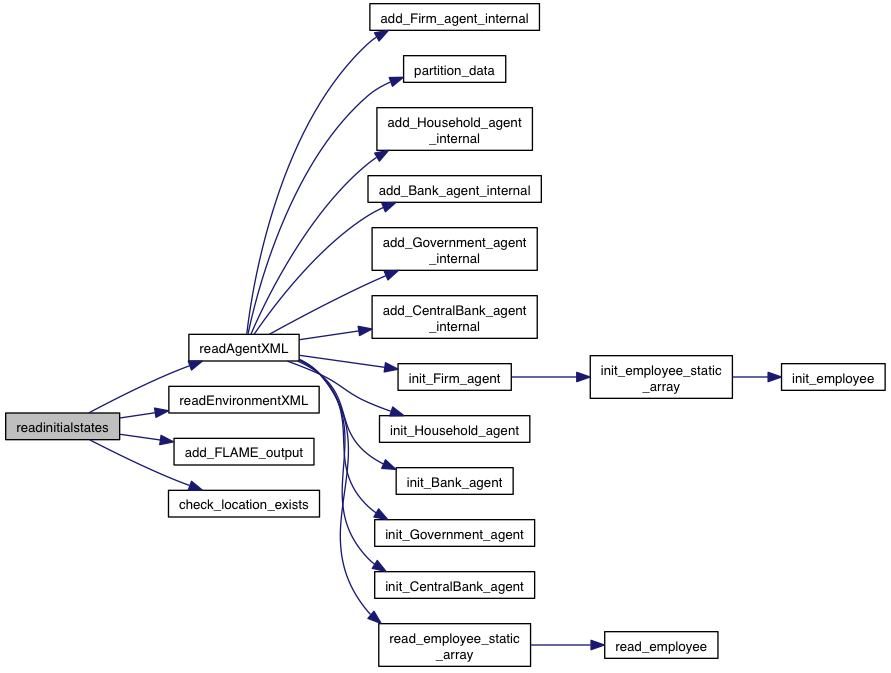 add_Firm_agent_internal
partition_data
add_Household_agent
_internal
add_Bank_agent_internal
add_Government_agent
_internal
add_CentralBank_agent
_internal
readAgentXML
init_Firm_agent
init_employee_static
_array
init_employee
readEnvironmentXML
readinitialstates
init_Household_agent
add_FLAME_output
init_Bank_agent
check_location_exists
init_Government_agent
init_CentralBank_agent
read_employee_static
_array
read_employee